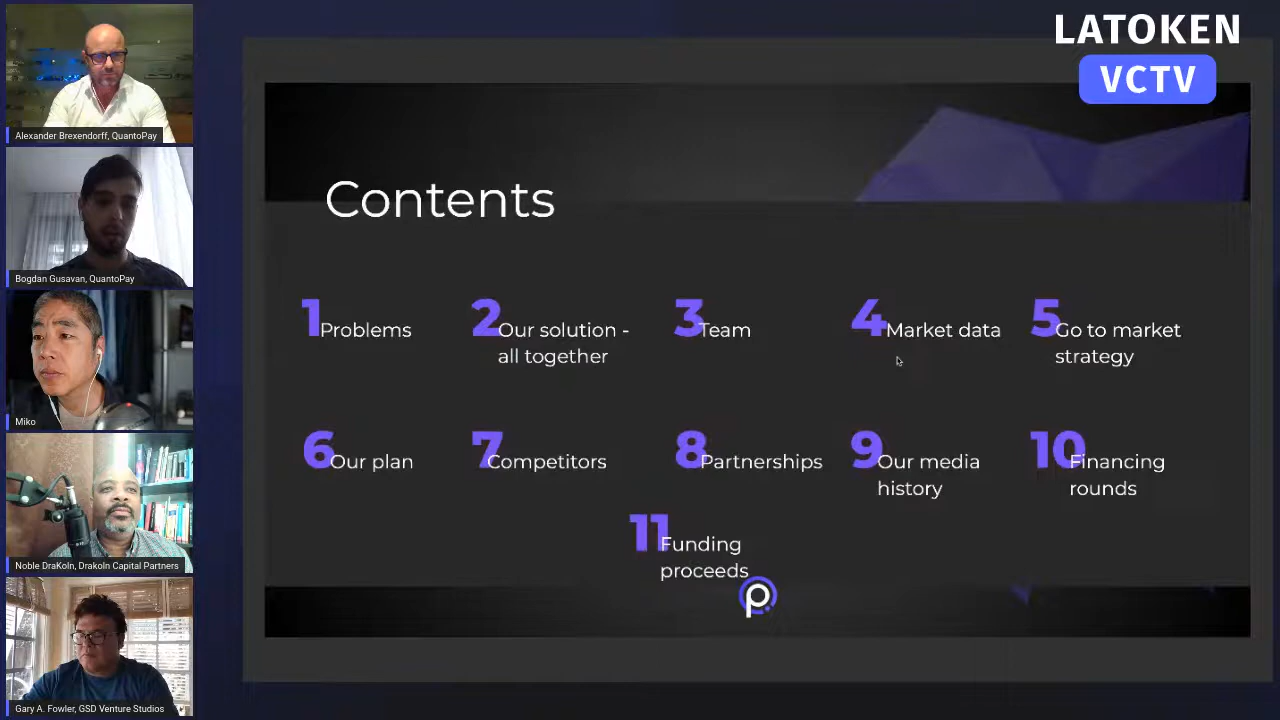 LATOKEN
VCTV
Alexander Brexendorff, QuantoPay
Bogdan Gusavan, QuantoPay
Miko
Noble DraKoln, Drakoln Capital Partners
Gary A. Fowler, GSD Venture Studios
Contents
1 Problems
2 Our solution -
all together
3 Team
4 Market data
5 Go to market
strategy
6 Our plan
7 Competitors
8 Partnerships
9 Our media
history
10 Financing
rounds
11 Funding
proceeds